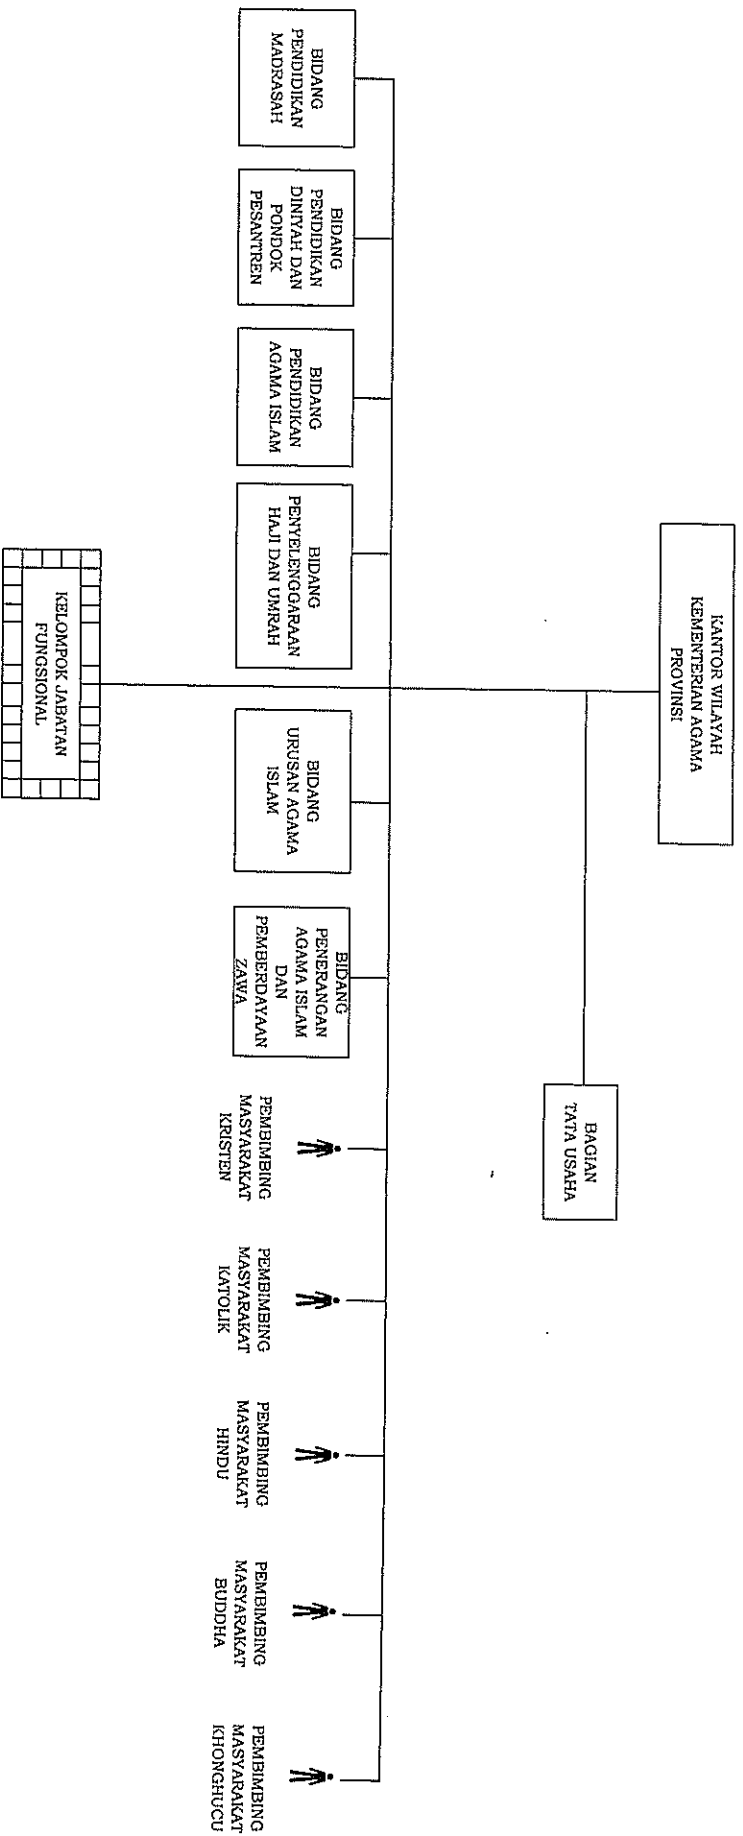 KANTOR WILAYAH
KEMENTERIAN AGAMA
PROVINSI
BAGIAN
TATA USAHA
BIDANG
PENDIDIKAN
MADRASAH
BIDANG
PENDIDIKAN
DINIYAH DAN
PONDOK
PESANTREN
BIDANG
PENDIDIKAN
AGAMA ISLAM
BIDANG
PENYELENGGARAAN
HAJI DAN UMRAH
BIDANG
URUSAN AGAMA
ISLAM
BIDANG
PENERANGAN
AGAMA ISLAM
DAN
PEMBERDAYAAN
ZAWA
PEMBIMBING
MASYARAKAT
KRISTEN
PEMBIMBING
MASYARAKAT
KATOLIK
PEMBIMBING
MASYARAKAT
HINDU
PEMBIMBING
MASYARAKAT
BUDDHA
PEMBIMBING
MASYARAKAT
KHONGHUCU
KELOMPOK JABATAN
FUNGSIONAL